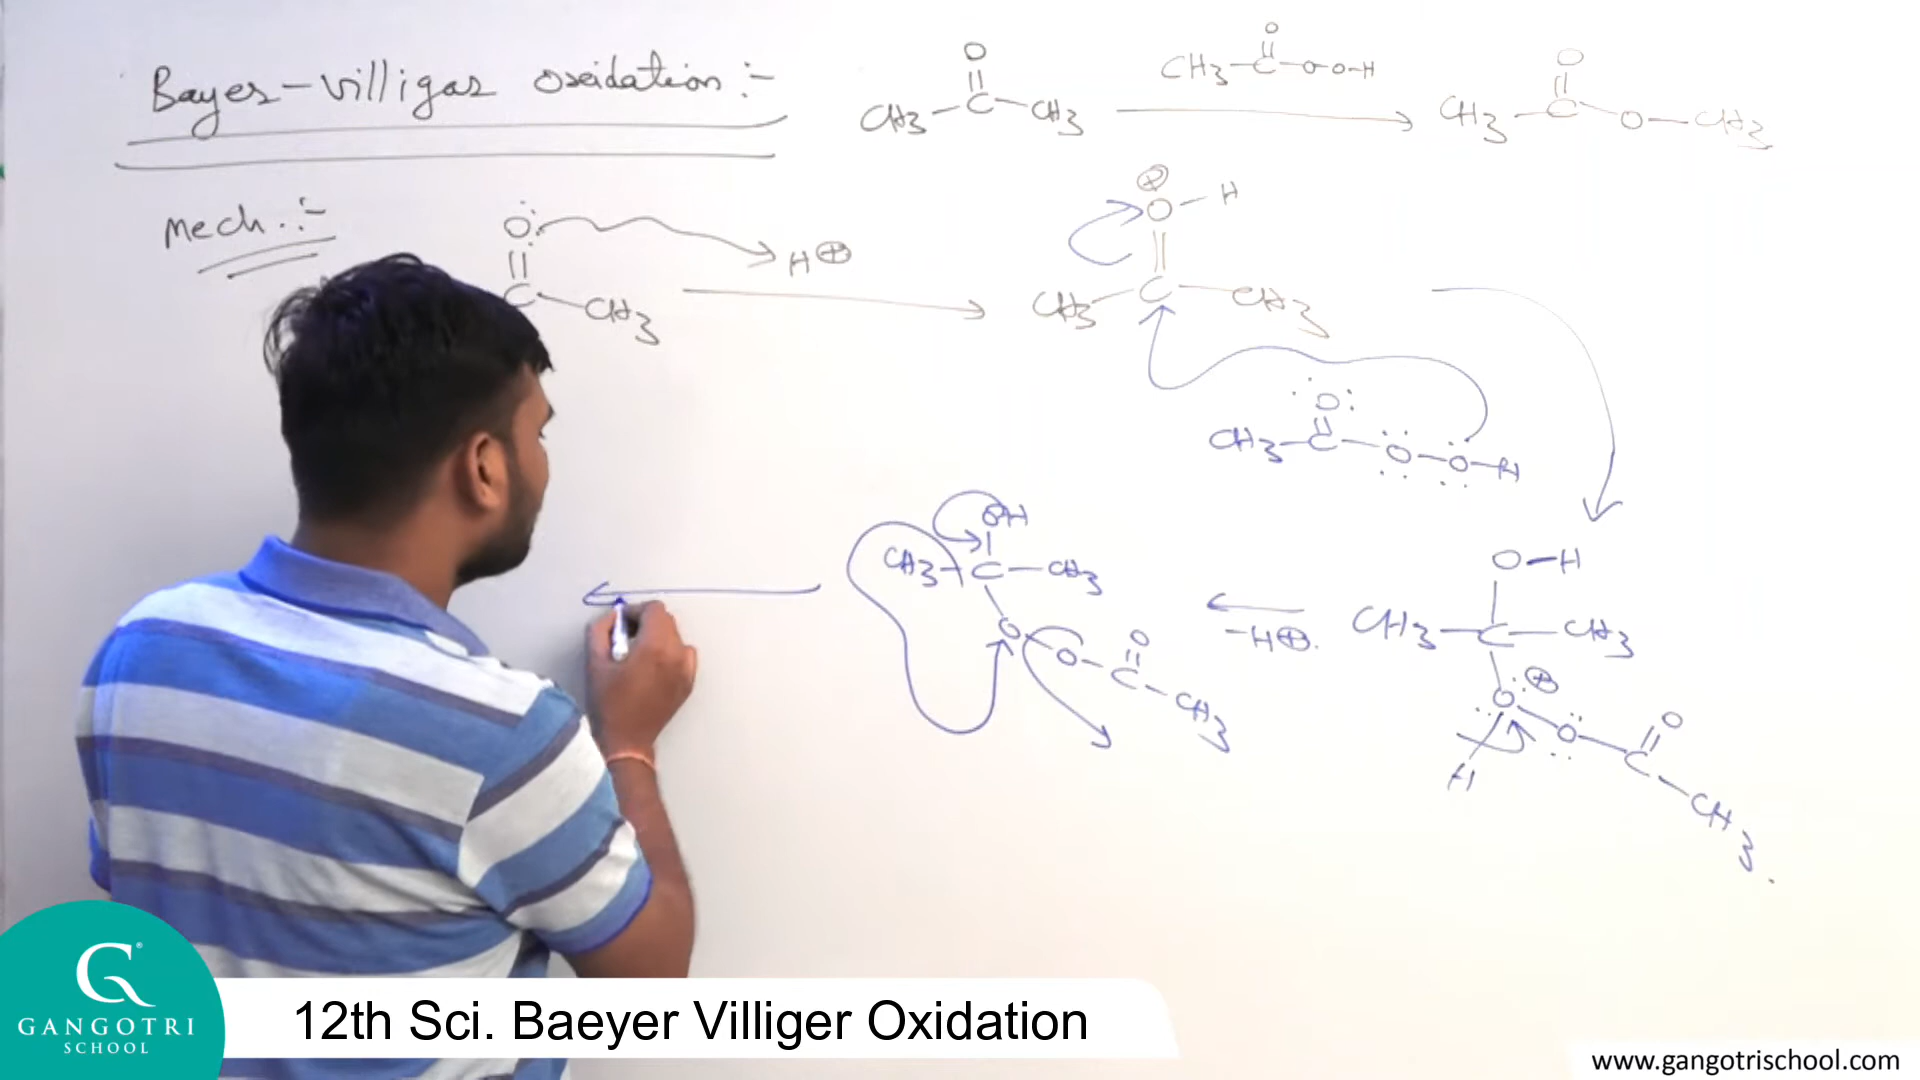 Bayer-villigar oxidation :-
O
CH3-C-CH3
O
CH3-C-O-O-H
O
CH3-C-O-CH3
Mech. :-
O
C-CH3
H⊕
⊕
O-H
CH3-C-CH3
O
CH3-C-O-O-H
OH
CH3-C-CH3
O-O-C-CH3
O
-H⊕.
O-H
CH3-C-CH3
⊕
O-O-C-CH3.
O
H
G®
GANGOTRI
SCHOOL
12th Sci. Baeyer Villiger Oxidation
www.gangotrischool.com